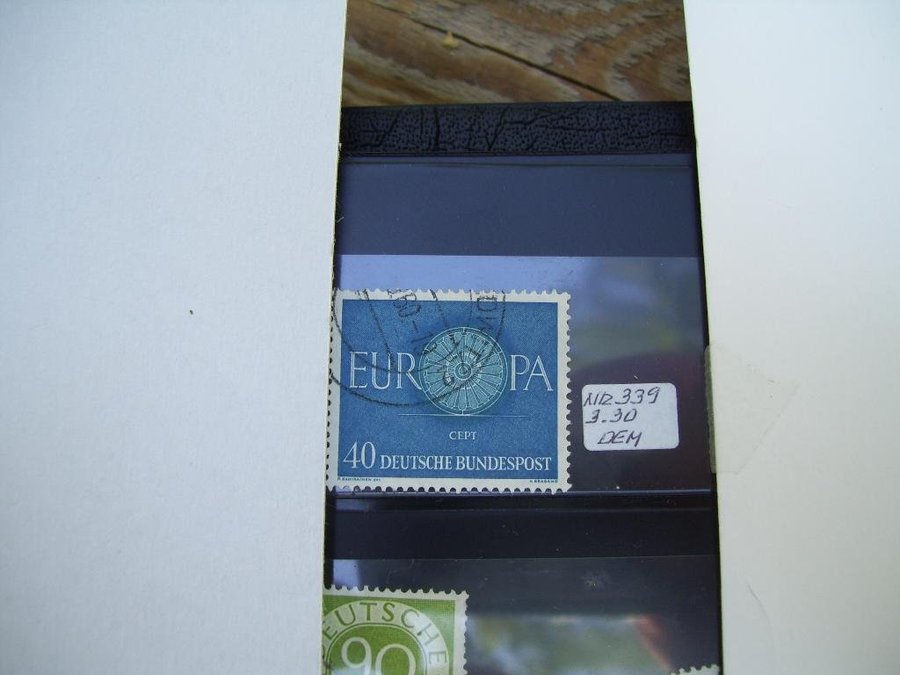 EUROPA
CEPT
40 DEUTSCHE BUNDESPOST
NR 339
3.30
DEM
DEUTSCHE
90